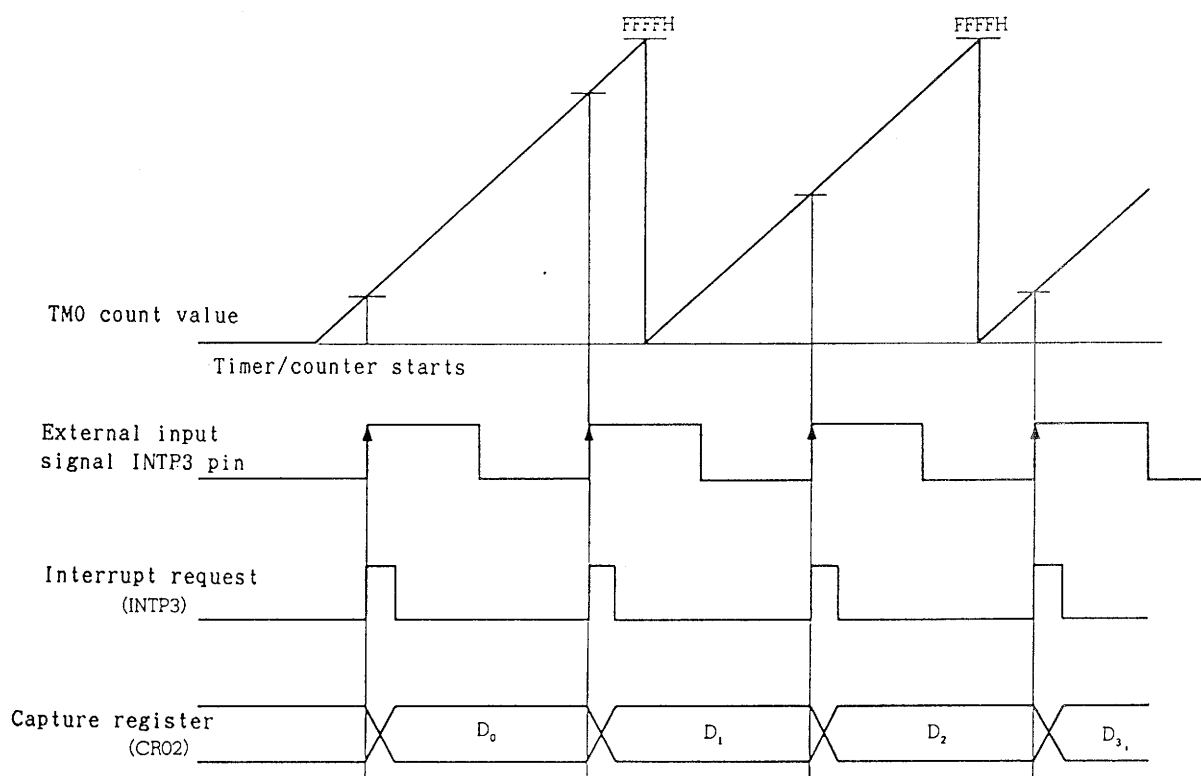 FFFFH
FFFFH
TM0 count value
Timer/counter starts
External input
signal INTP3 pin
Interrupt request
(INTP3)
Capture register
(CR02)
D₀
D₁
D₂
D₃